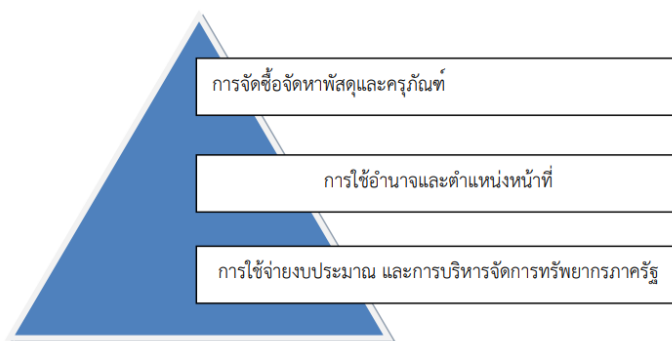 การจัดซื้อจัดหาพัสดุและครุภัณฑ์
การใช้อำนาจและตำแหน่งหน้าที่
การใช้จ่ายงบประมาณ และการบริหารจัดการทรัพยากรภาครัฐ